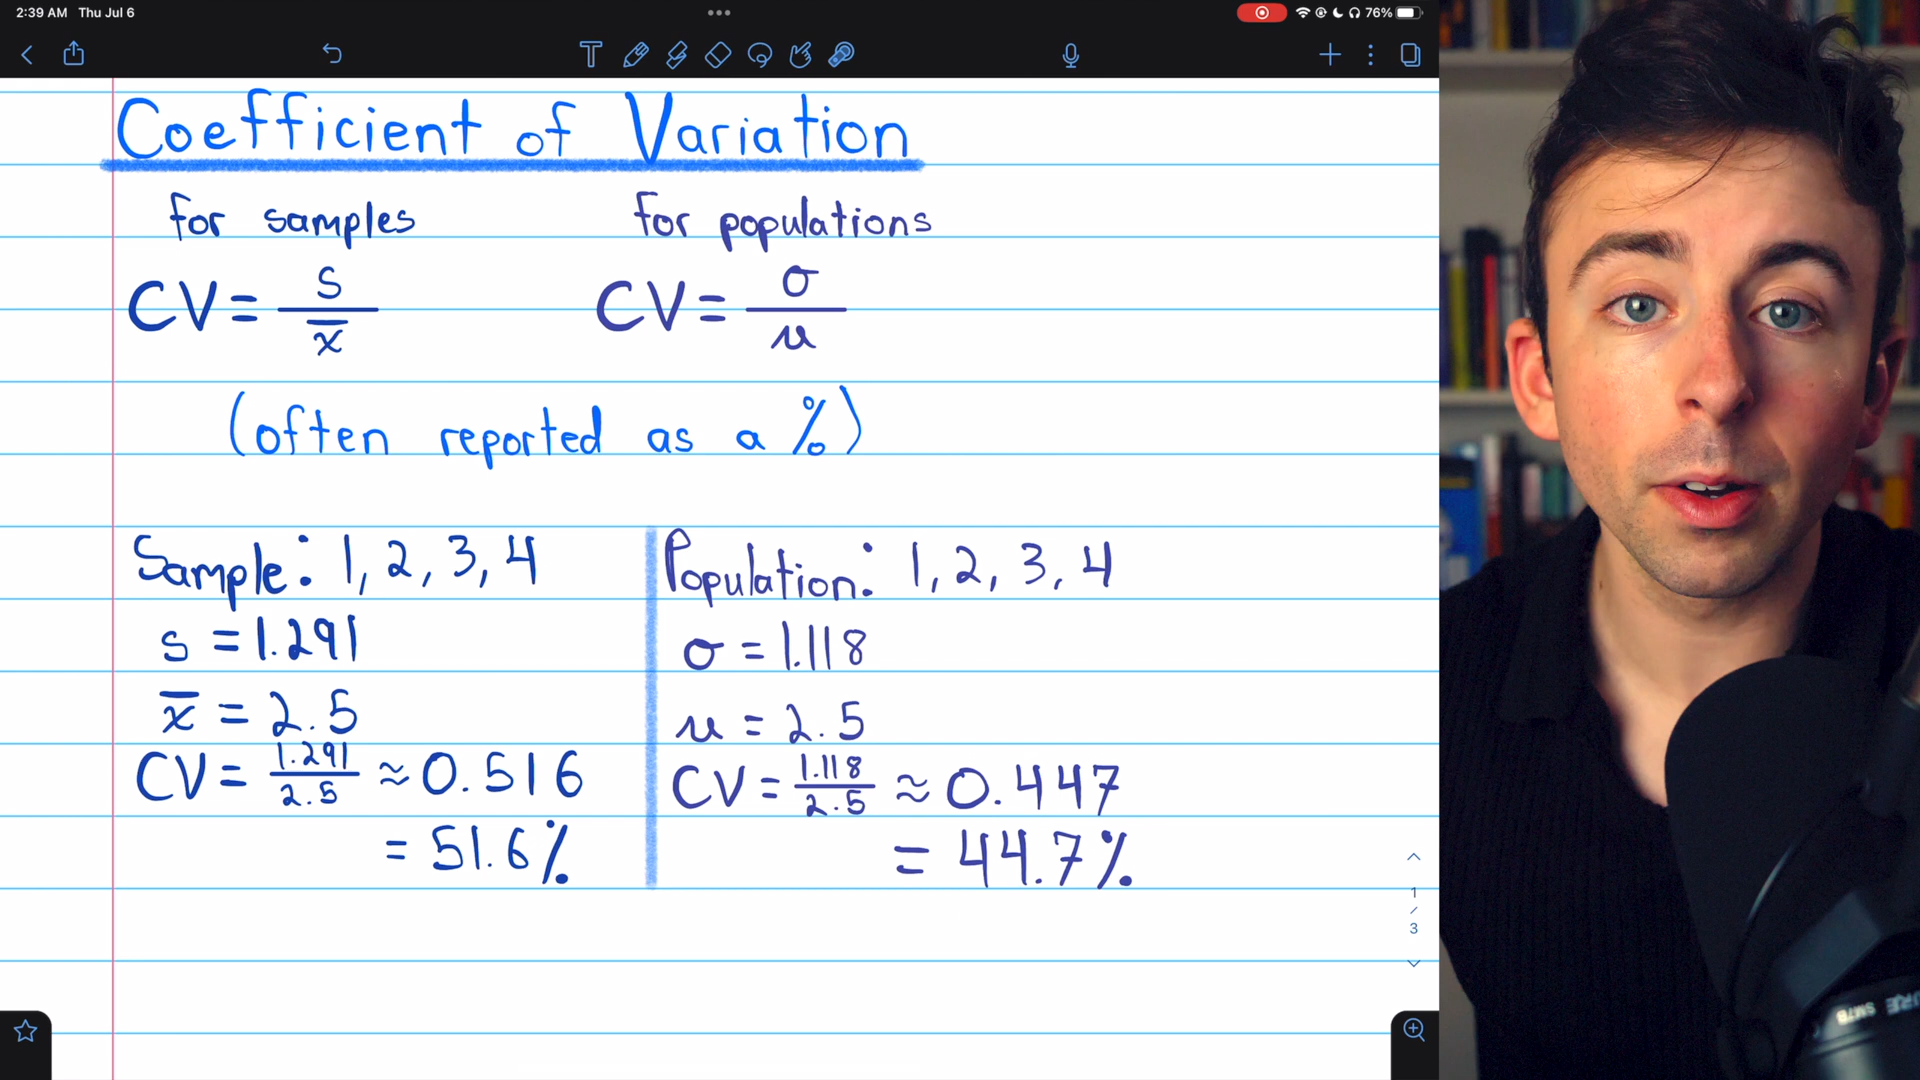 2:39 AM Thu Jul 6
76%
Coefficient of Variation
for samples
for populations
CV = s / x̄
CV = σ / μ
(often reported as a %)
Sample: 1, 2, 3, 4
s = 1.291
x̄ = 2.5
CV = 1.291 / 2.5 ≈ 0.516
= 51.6%
Population: 1, 2, 3, 4
σ = 1.118
μ = 2.5
CV = 1.118 / 2.5 ≈ 0.447
= 44.7%
1
/
3
SM7B